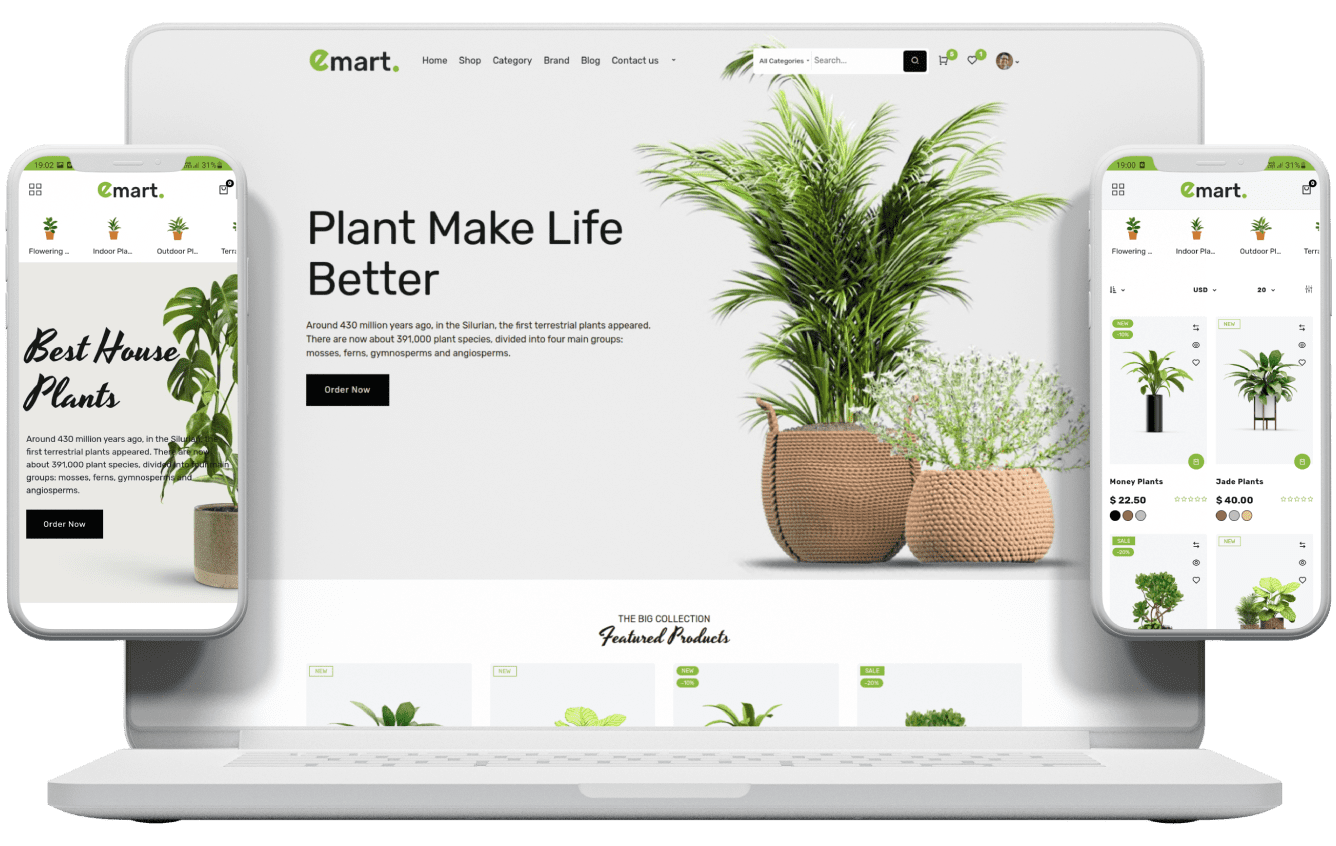 emart.
Home Shop Category Brand Blog Contact us
All Categories Search...
1
Plant Make Life
Better
Around 430 million years ago, in the Silurian, the first terrestrial plants appeared.
There are now about 391,000 plant species, divided into four main groups:
mosses, ferns, gymnosperms and angiosperms.
Order Now
THE BIG COLLECTION
Featured Products
NEW
NEW
NEW
-10%
SALE
-20%
19:02 31%
emart.
0
Flowering ... Indoor Pla... Outdoor Pl... Terra
Best House
Plants
Around 430 million years ago, in the Silurian, the
first terrestrial plants appeared. There are now
about 391,000 plant species, divided into four main
groups: mosses, ferns, gymnosperms and
angiosperms.
Order Now
19:00 31%
emart.
0
Flowering ... Indoor Pla... Outdoor Pl... Terr
USD 20
NEW
-10%
NEW
Money Plants Jade Plants
$ 22.50 $ 40.00
SALE
-20%
NEW